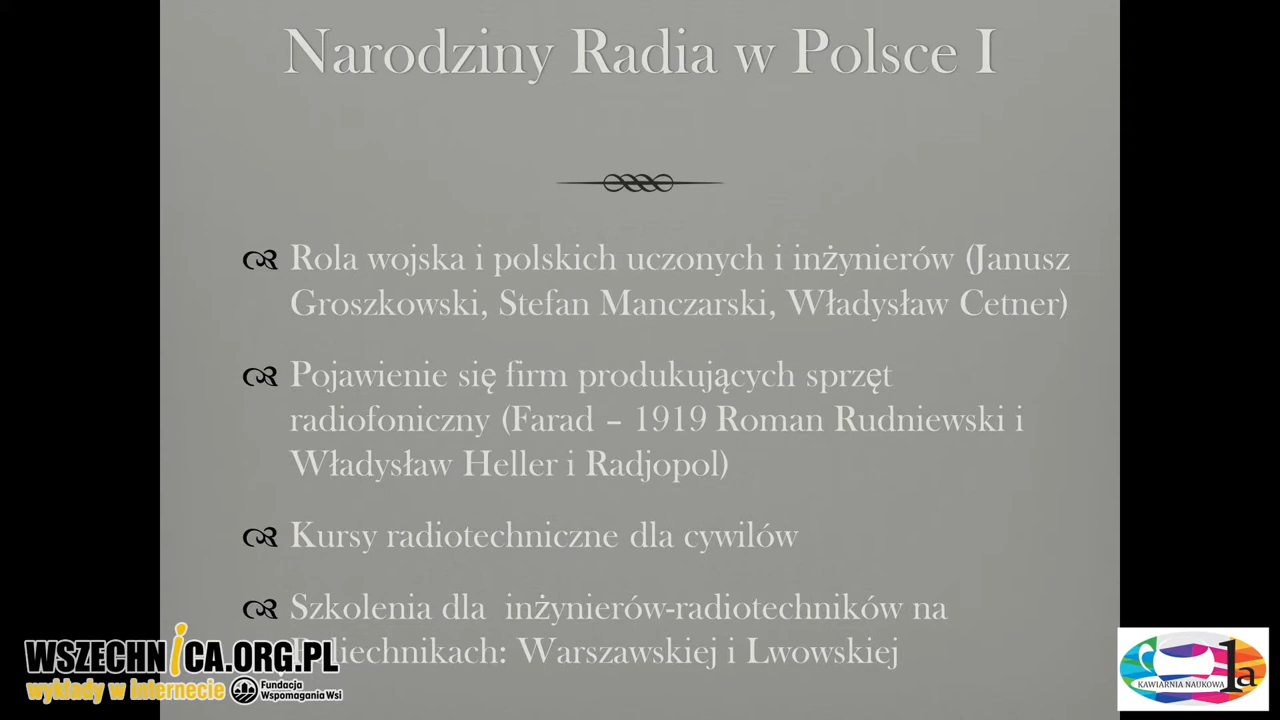 Narodziny Radia w Polsce I
Rola wojska i polskich uczonych i inżynierów (Janusz
Groszkowski, Stefan Manczarski, Władysław Cetner)
Pojawienie się firm produkujących sprzęt
radiofoniczny (Farad – 1919 Roman Rudniewski i
Władysław Heller i Radjopol)
Kursy radiotechniczne dla cywilów
Szkolenia dla inżynierów-radiotechników na
: Warszawskiej i Lwowskiej
WSZECHNICA.ORG.PL
wykłady w internecie
Fundacja
Wspomagania Wsi
KAWIARNIA NAUKOWA
1a